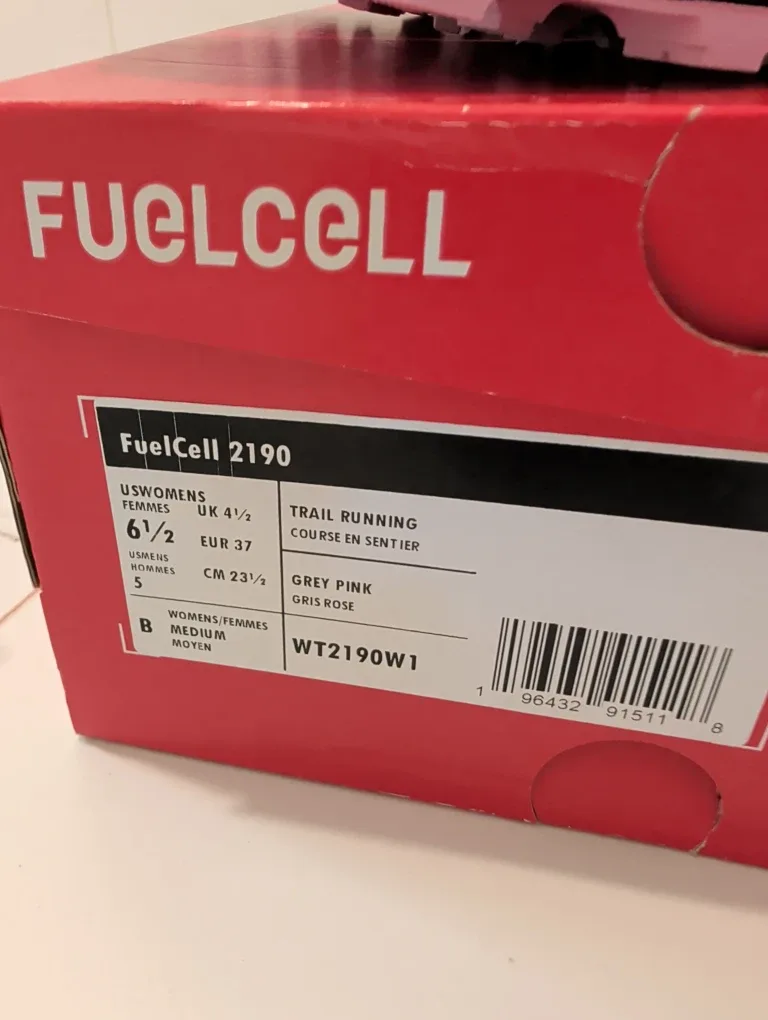 FUELCELL
FuelCell 2190
USWOMENS
FEMMES
6½
UK 4½
EUR 37
CM 23½
USMENS
HOMMES
5
B
WOMENS/FEMMES
MEDIUM
MOYEN
TRAIL RUNNING
COURSE EN SENTIER
GREY PINK
GRIS ROSE
WT2190W1
1 96432 91511 8